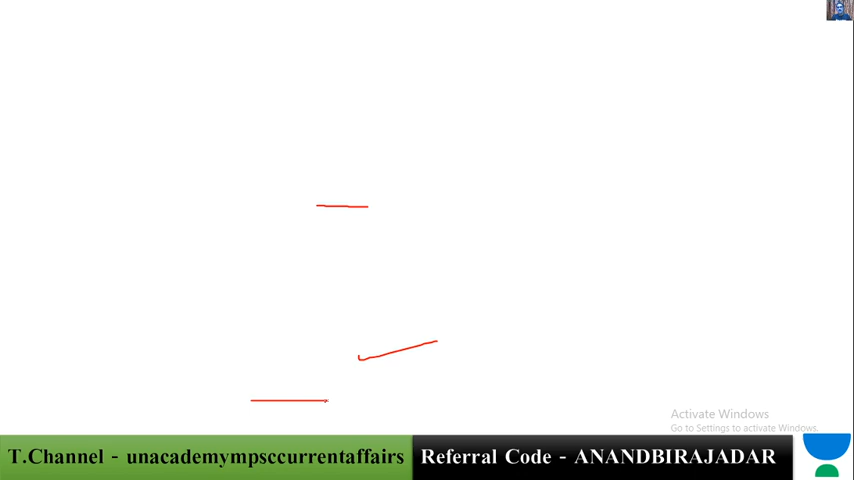 Activate Windows
Go to Settings to activate Windows.
T.Channel - unacademympsccurrentaffairs
Referral Code - ANANDBIRAJADAR